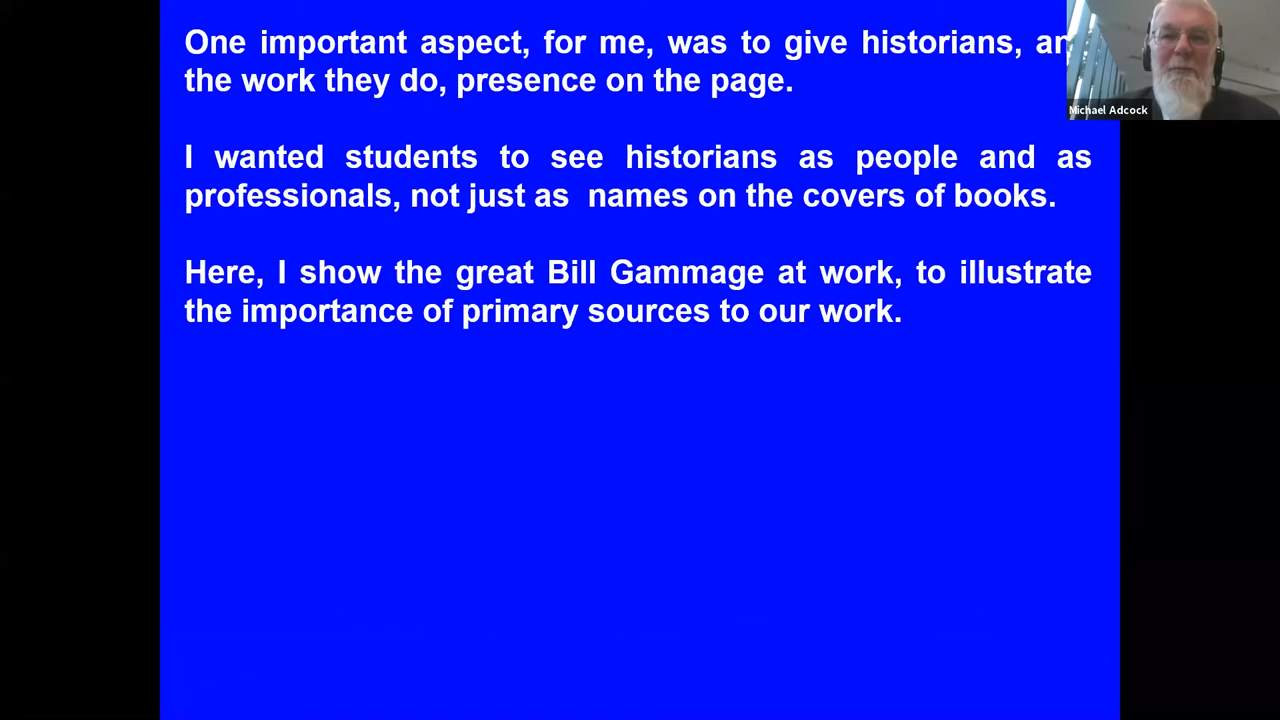 One important aspect, for me, was to give historians, an
the work they do, presence on the page.
I wanted students to see historians as people and as
professionals, not just as names on the covers of books.
Here, I show the great Bill Gammage at work, to illustrate
the importance of primary sources to our work.
Michael Adcock